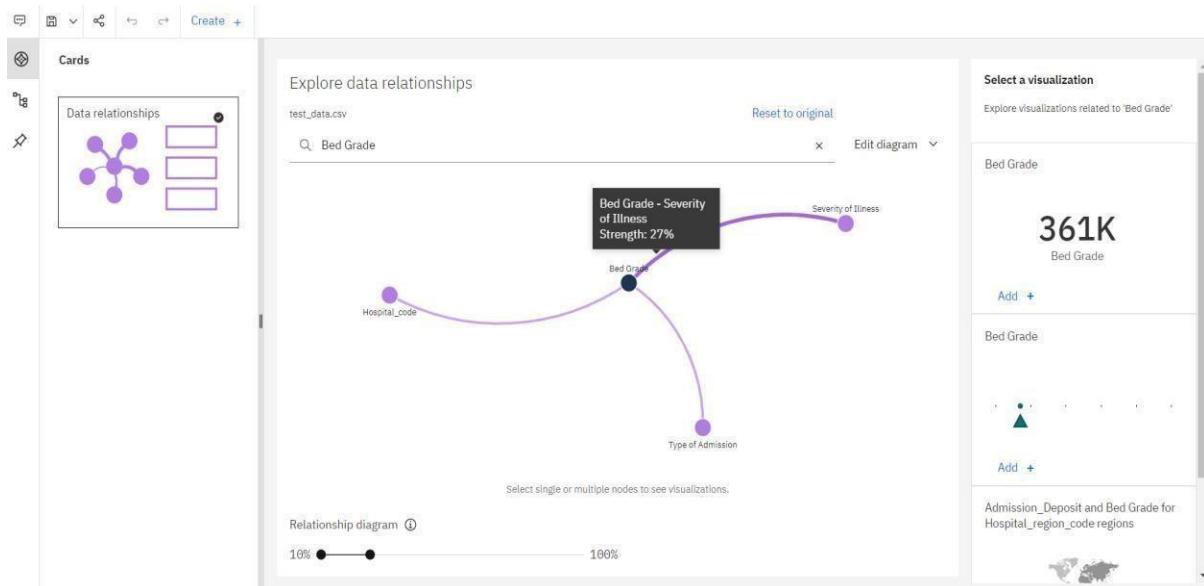 Create +
Cards
Data relationships
Explore data relationships
test_data.csv
Reset to original
Bed Grade
×
Edit diagram
Bed Grade - Severity
of Illness
Strength: 27%
Severity of Illness
Bed Grade
Hospital_code
Type of Admission
Select single or multiple nodes to see visualizations.
Relationship diagram
10%
100%
Select a visualization
Explore visualizations related to 'Bed Grade'
Bed Grade
361K
Bed Grade
Add +
Bed Grade
Add +
Admission_Deposit and Bed Grade for
Hospital_region_code regions